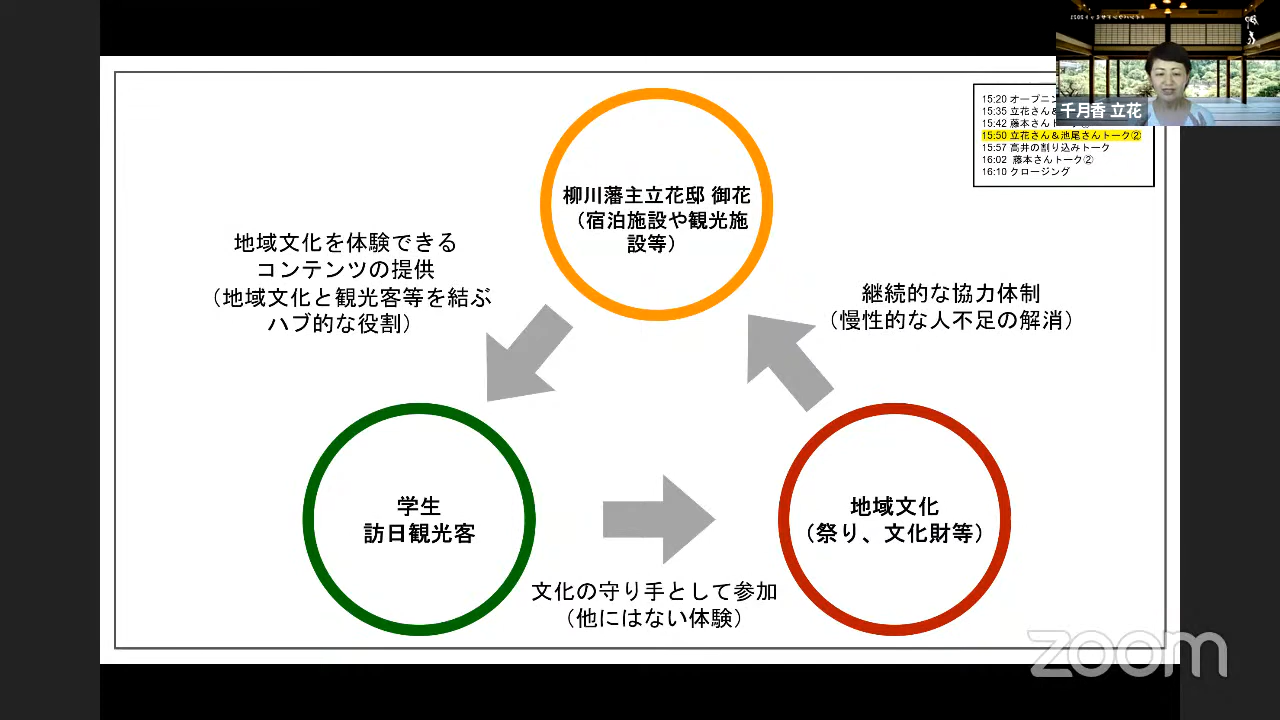 柳川藩主立花邸 御花
（宿泊施設や観光施
設等）
地域文化を体験できる
コンテンツの提供
（地域文化と観光客等を結ぶ
ハブ的な役割）
継続的な協力体制
（慢性的な人不足の解消）
学生
訪日観光客
文化の守り手として参加
（他にはない体験）
地域文化
（祭り、文化財等）
15:20 オープニン
15:35 立花さん&
15:42 藤本さんト
15:50 立花さん&池尾さんトーク②
15:57 高井の割り込みトーク
16:02 藤本さんトーク②
16:10 クロージング
千月香 立花
zoom